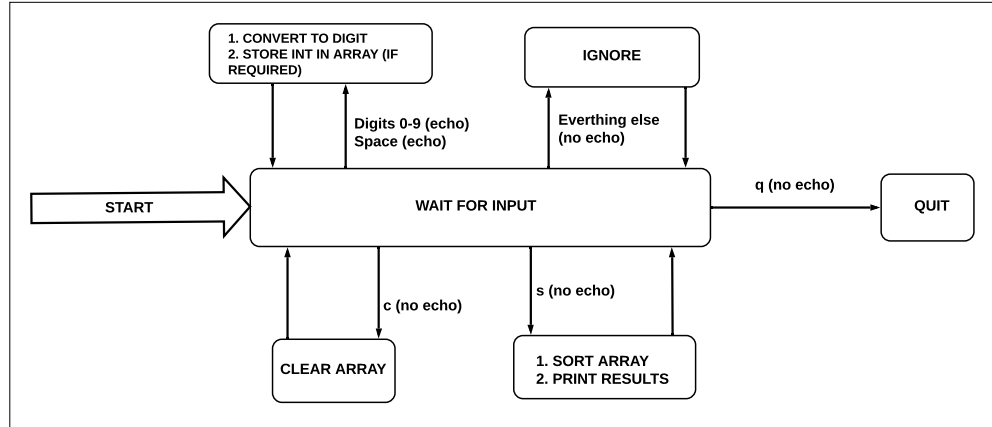 1. CONVERT TO DIGIT
2. STORE INT IN ARRAY (IF
REQUIRED)
IGNORE
Digits 0-9 (echo)
Space (echo)
Everthing else
(no echo)
START
WAIT FOR INPUT
q (no echo)
QUIT
c (no echo)
s (no echo)
CLEAR ARRAY
1. SORT ARRAY
2. PRINT RESULTS